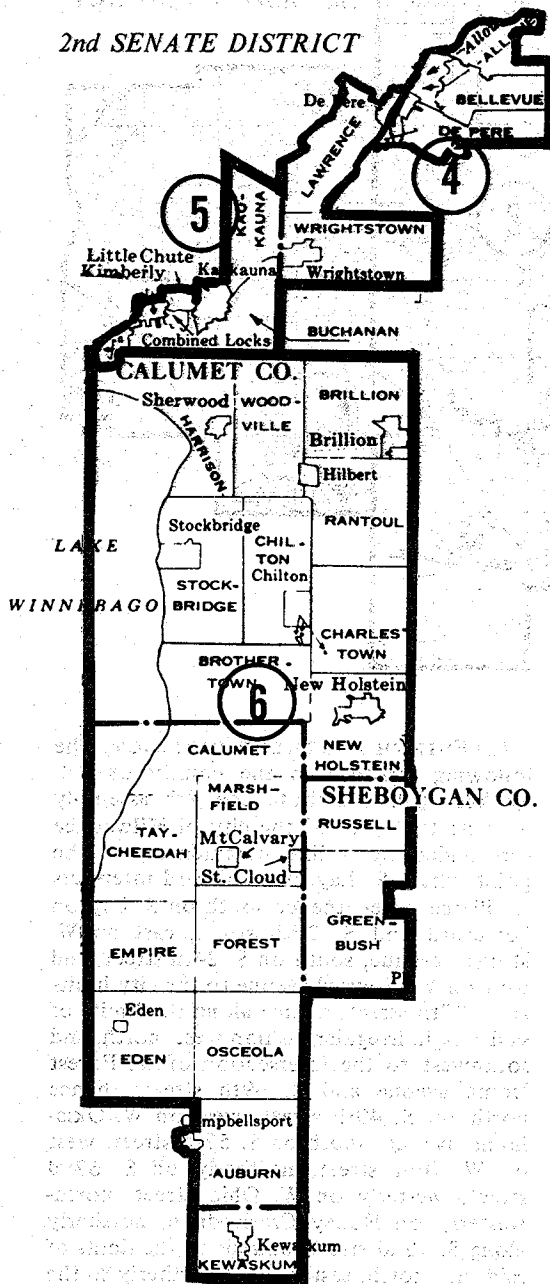 2nd SENATE DISTRICT
Allouez
BELLEVUE
De Pere
DE PERE
LAWRENCE
4
5
KAU-
KAUNA
WRIGHTSTOWN
Little Chute
Kimberly
Kaukauna
Wrightstown
Combined Locks
BUCHANAN
CALUMET CO.
Sherwood
WOOD-
VILLE
BRILLION
HARRISON
Brillion
Hilbert
RANTOUL
Stockbridge
LAKE
WINNEBAGO
CHIL-
TON
Chilton
STOCK-
BRIDGE
CHARLES
TOWN
BROTHER-
TOWN
New Holstein
6
CALUMET
NEW
HOLSTEIN
MARSH-
FIELD
SHEBOYGAN CO.
RUSSELL
TAY-
CHEEDAH
MtCalvary
St. Cloud
GREEN-
BUSH
P
EMPIRE
FOREST
Eden
EDEN
OSCEOLA
Campbellsport
AUBURN
Kewaskum
KEWASKUM